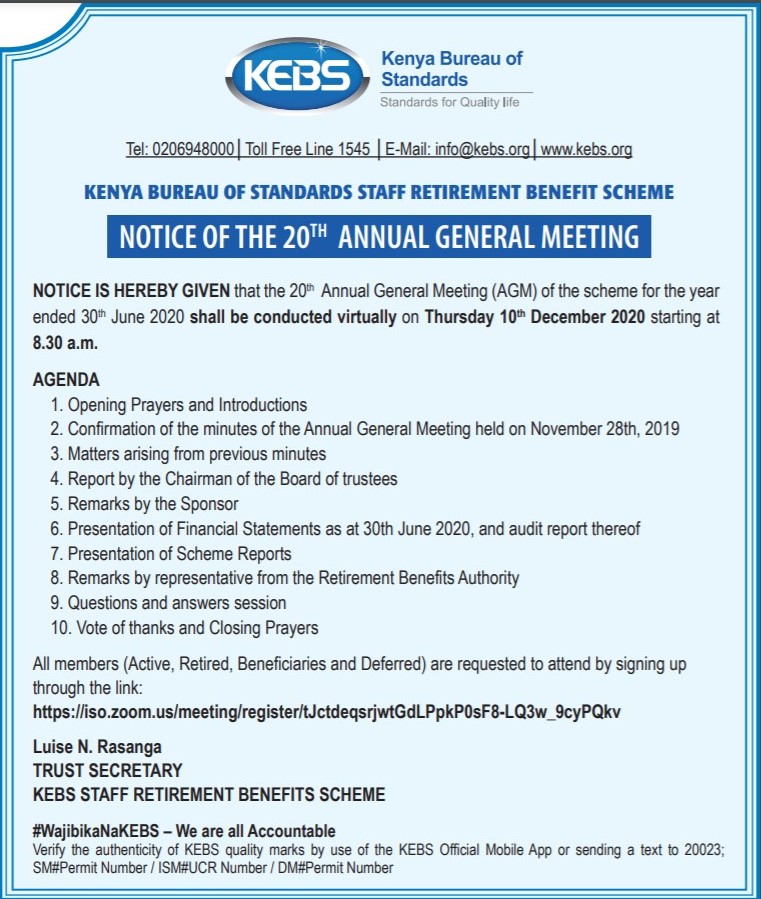 KEBS
Kenya Bureau of
Standards
Standards for Quality life
Tel: 0206948000| Toll Free Line 1545 | E-Mail: info@kebs.org| www.kebs.org
KENYA BUREAU OF STANDARDS STAFF RETIREMENT BENEFIT SCHEME
NOTICE OF THE 20TH ANNUAL GENERAL MEETING
NOTICE IS HEREBY GIVEN that the 20th Annual General Meeting (AGM) of the scheme for the year
ended 30th June 2020 shall be conducted virtually on Thursday 10th December 2020 starting at
8.30 a.m.
AGENDA
1. Opening Prayers and Introductions
2. Confirmation of the minutes of the Annual General Meeting held on November 28th, 2019
3. Matters arising from previous minutes
4. Report by the Chairman of the Board of trustees
5. Remarks by the Sponsor
6. Presentation of Financial Statements as at 30th June 2020, and audit report thereof
7. Presentation of Scheme Reports
8. Remarks by representative from the Retirement Benefits Authority
9. Questions and answers session
10. Vote of thanks and Closing Prayers
All members (Active, Retired, Beneficiaries and Deferred) are requested to attend by signing up
through the link:
https://iso.zoom.us/meeting/register/tJctdeqsrjwtGdLPpkP0sF8-LQ3w_9cyPQkv
Luise N. Rasanga
TRUST SECRETARY
KEBS STAFF RETIREMENT BENEFITS SCHEME
#WajibikaNaKEBS – We are all Accountable
Verify the authenticity of KEBS quality marks by use of the KEBS Official Mobile App or sending a text to 20023;
SM#Permit Number / ISM#UCR Number / DM#Permit Number